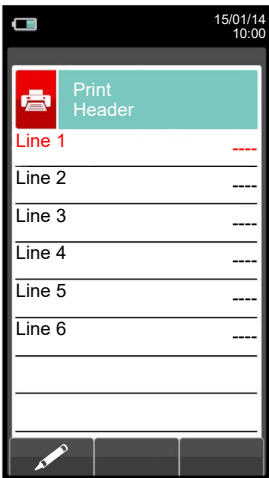 15/01/14
10:00
Print
Header
Line 1 ----
Line 2 ----
Line 3 ----
Line 4 ----
Line 5 ----
Line 6 ----